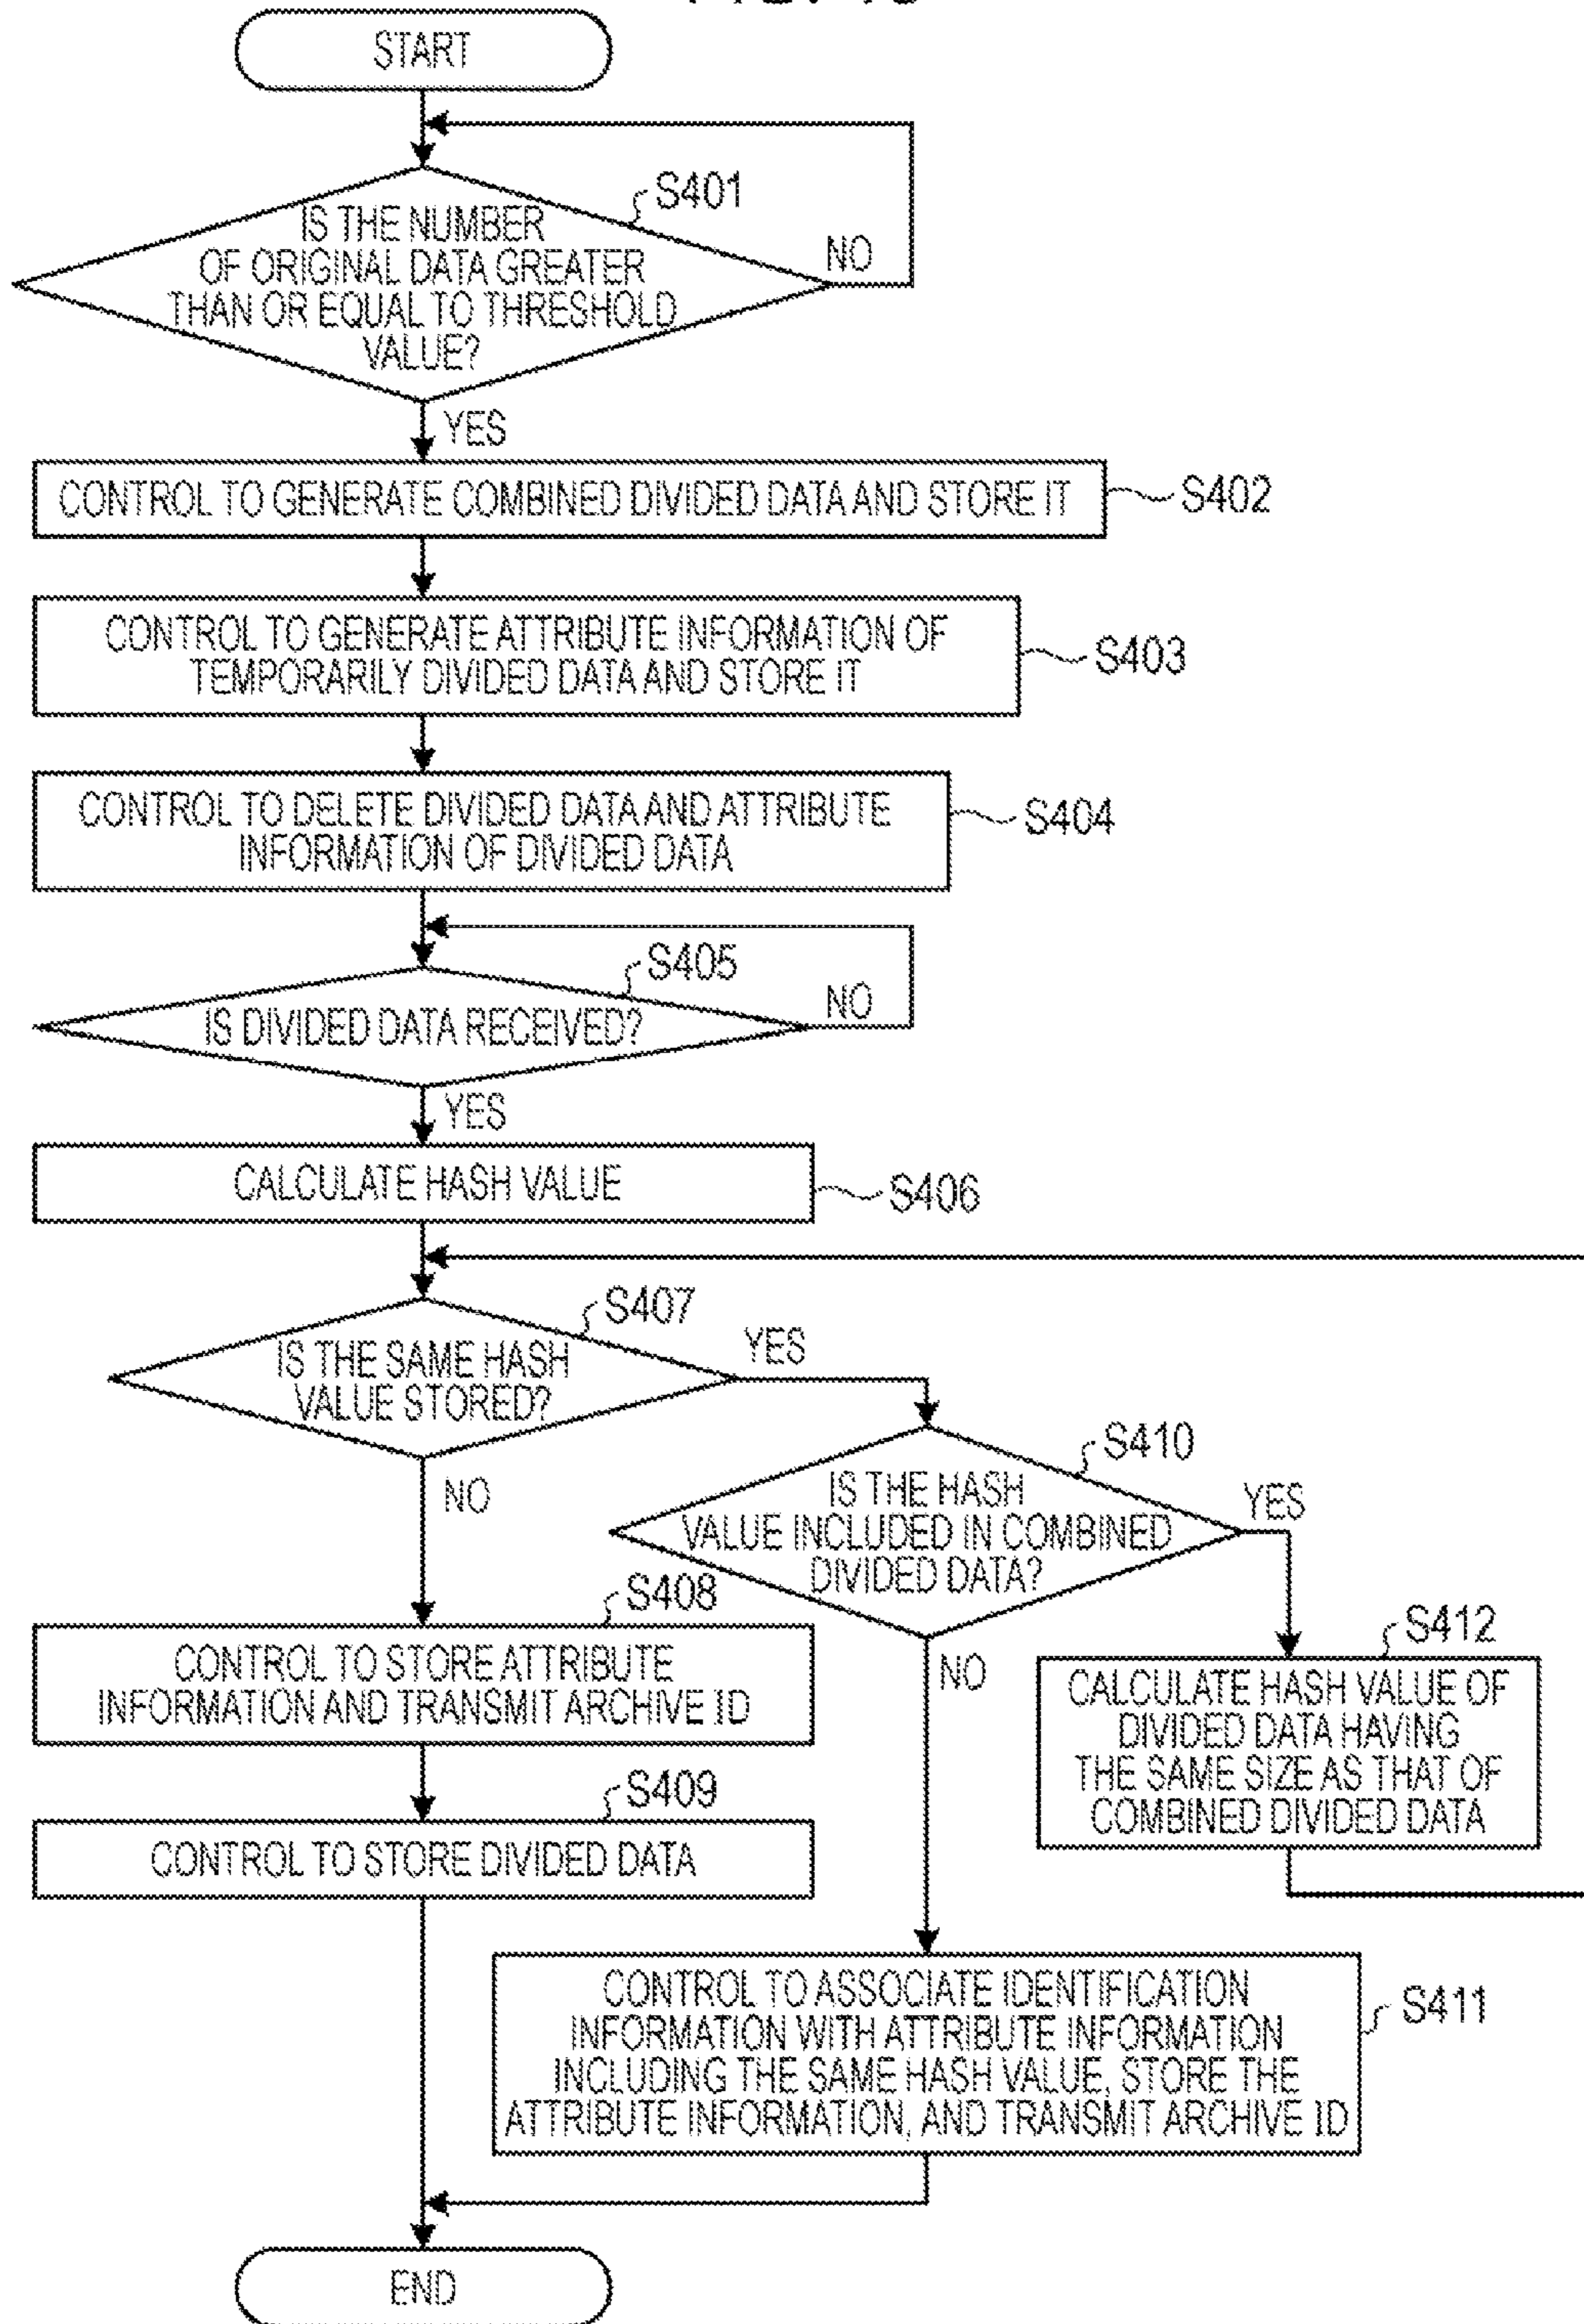 START
S401
IS THE NUMBER
OF ORIGINAL DATA GREATER
THAN OR EQUAL TO THRESHOLD
VALUE?
NO
YES
CONTROL TO GENERATE COMBINED DIVIDED DATA AND STORE IT
S402
CONTROL TO GENERATE ATTRIBUTE INFORMATION OF
TEMPORARILY DIVIDED DATA AND STORE IT
S403
CONTROL TO DELETE DIVIDED DATA AND ATTRIBUTE
INFORMATION OF DIVIDED DATA
S404
S405
IS DIVIDED DATA RECEIVED?
NO
YES
CALCULATE HASH VALUE
S406
S407
IS THE SAME HASH
VALUE STORED?
YES
NO
S410
IS THE HASH
VALUE INCLUDED IN COMBINED
DIVIDED DATA?
YES
NO
S408
CONTROL TO STORE ATTRIBUTE
INFORMATION AND TRANSMIT ARCHIVE ID
S412
CALCULATE HASH VALUE OF
DIVIDED DATA HAVING
THE SAME SIZE AS THAT OF
COMBINED DIVIDED DATA
S409
CONTROL TO STORE DIVIDED DATA
CONTROL TO ASSOCIATE IDENTIFICATION
INFORMATION WITH ATTRIBUTE INFORMATION
INCLUDING THE SAME HASH VALUE, STORE THE
ATTRIBUTE INFORMATION, AND TRANSMIT ARCHIVE ID
S411
END